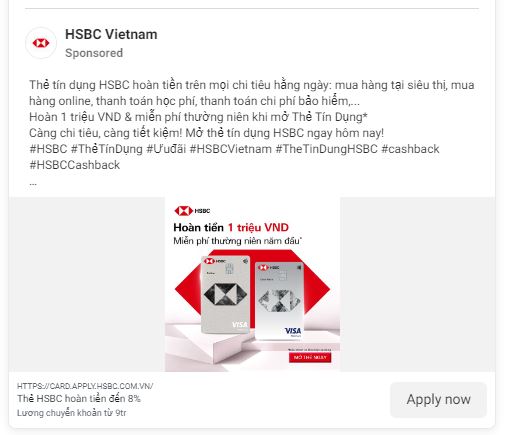 HSBC Vietnam
Sponsored
Thẻ tín dụng HSBC hoàn tiền trên mọi chi tiêu hằng ngày: mua hàng tại siêu thị, mua
hàng online, thanh toán học phí, thanh toán chi phí bảo hiểm,...
Hoàn 1 triệu VND & miễn phí thường niên khi mở Thẻ Tín Dụng*
Càng chi tiêu, càng tiết kiệm! Mở thẻ tín dụng HSBC ngay hôm nay!
#HSBC #ThẻTínDụng #Ưuđãi #HSBCVietnam #TheTinDungHSBC #cashback
#HSBCCashback
...
HSBC
Hoàn tiền 1 triệu VND
Miễn phí thường niên năm đầu*
HSBC
HSBC
VISA
VISA
Platinum
MỞ THẺ NGAY
HTTPS://CARD.APPLY.HSBC.COM.VN/
Thẻ HSBC hoàn tiền đến 8%
Lương chuyển khoản từ 9tr
Apply now